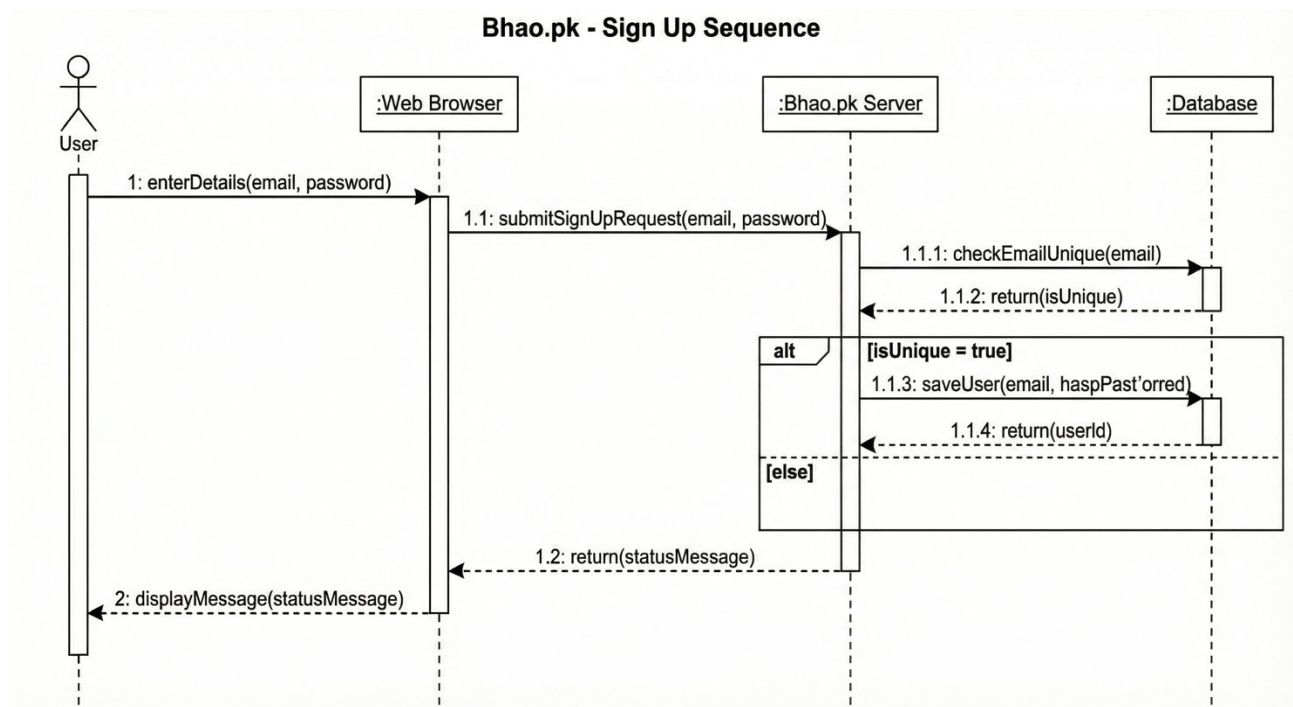 Bhao.pk - Sign Up Sequence
User
:Web Browser
:Bhao.pk Server
:Database
1: enterDetails(email, password)
1.1: submitSignUpRequest(email, password)
1.1.1: checkEmailUnique(email)
1.1.2: return(isUnique)
alt
[isUnique = true]
1.1.3: saveUser(email, haspPast'orred)
1.1.4: return(userId)
[else]
1.2: return(statusMessage)
2: displayMessage(statusMessage)